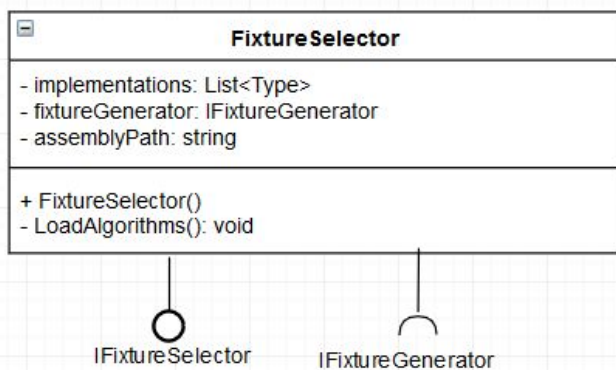 FixtureSelector
- implementations: List<Type>
- fixtureGenerator: IFixtureGenerator
- assemblyPath: string
+ FixtureSelector()
- LoadAlgorithms(): void
IFixtureSelector
IFixtureGenerator